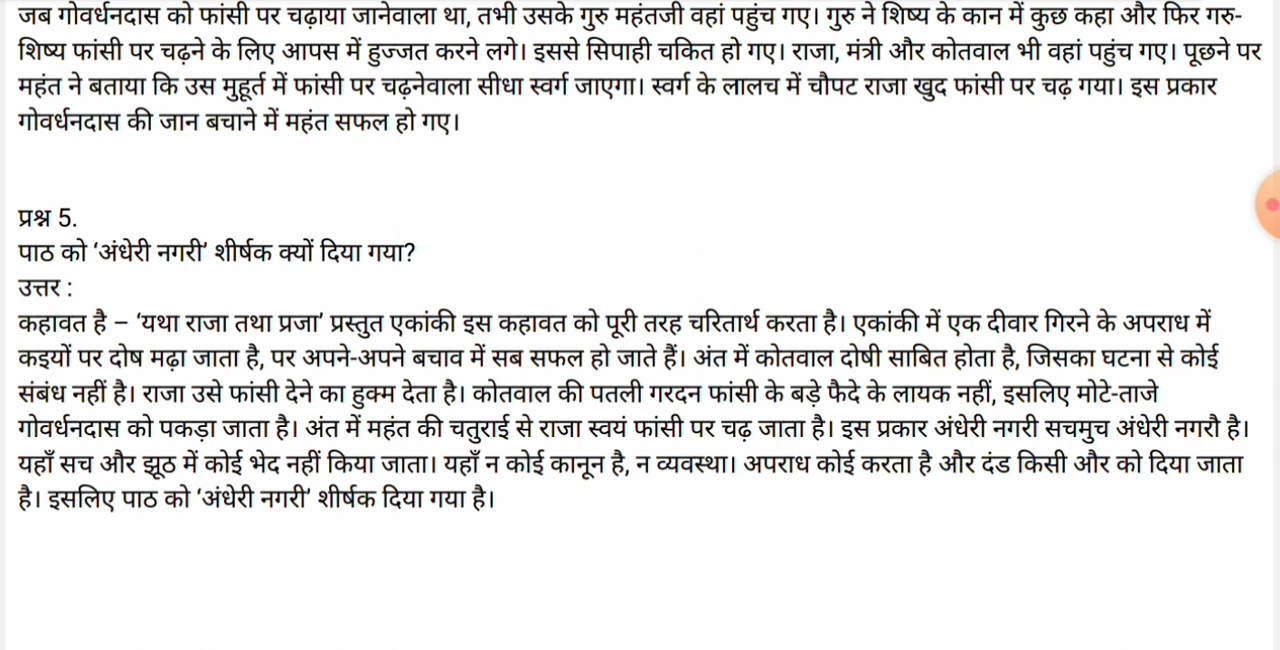 जब गोवर्धनदास को फांसी पर चढ़ाया जानेवाला था, तभी उसके गुरु महंतजी वहां पहुंच गए। गुरु ने शिष्य के कान में कुछ कहा और फिर गरु-
शिष्य फांसी पर चढ़ने के लिए आपस में हुज्जत करने लगे। इससे सिपाही चकित हो गए। राजा, मंत्री और कोतवाल भी वहां पहुंच गए। पूछने पर
महंत ने बताया कि उस मुहूर्त में फांसी पर चढ़नेवाला सीधा स्वर्ग जाएगा। स्वर्ग के लालच में चौपट राजा खुद फांसी पर चढ़ गया। इस प्रकार
गोवर्धनदास की जान बचाने में महंत सफल हो गए।
प्रश्न 5.
पाठ को ‘अंधेरी नगरी’ शीर्षक क्यों दिया गया?
उत्तर :
कहावत है – ‘यथा राजा तथा प्रजा’ प्रस्तुत एकांकी इस कहावत को पूरी तरह चरितार्थ करता है। एकांकी में एक दीवार गिरने के अपराध में
कइयों पर दोष मढ़ा जाता है, पर अपने-अपने बचाव में सब सफल हो जाते हैं। अंत में कोतवाल दोषी साबित होता है, जिसका घटना से कोई
संबंध नहीं है। राजा उसे फांसी देने का हुक्म देता है। कोतवाल की पतली गरदन फांसी के बड़े फैदे के लायक नहीं, इसलिए मोटे-ताजे
गोवर्धनदास को पकड़ा जाता है। अंत में महंत की चतुराई से राजा स्वयं फांसी पर चढ़ जाता है। इस प्रकार अंधेरी नगरी सचमुच अंधेरी नगरौ है।
यहाँ सच और झूठ में कोई भेद नहीं किया जाता। यहाँ न कोई कानून है, न व्यवस्था। अपराध कोई करता है और दंड किसी और को दिया जाता
है। इसलिए पाठ को ‘अंधेरी नगरी’ शीर्षक दिया गया है।